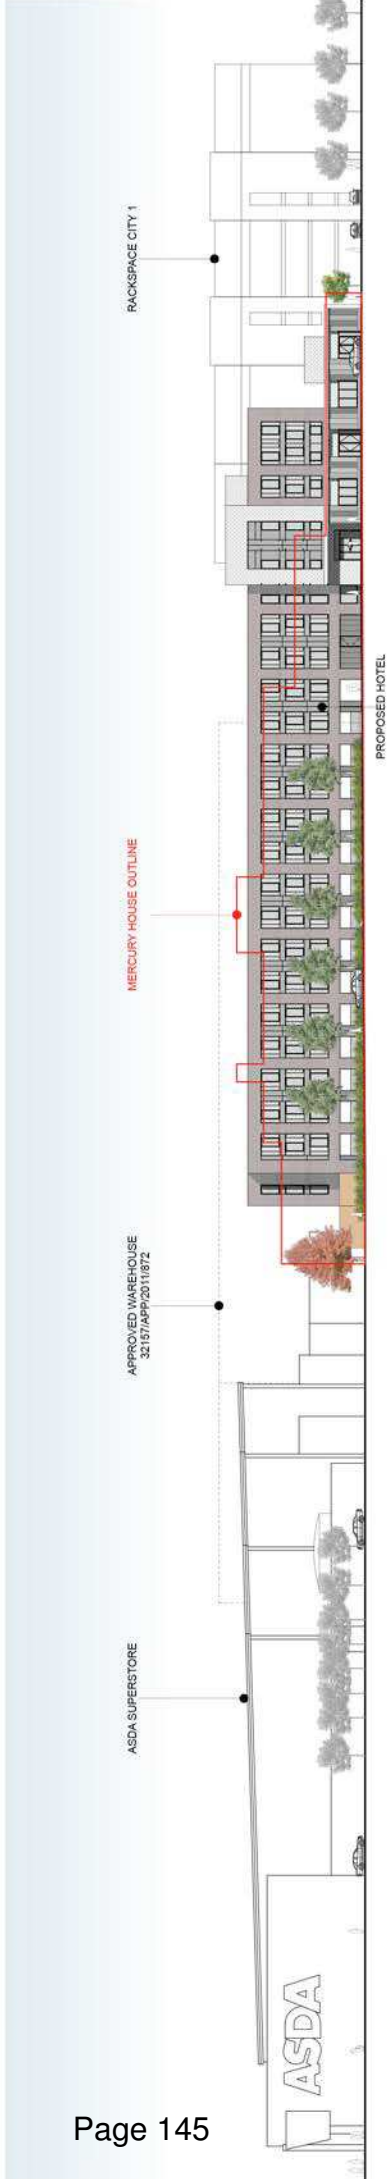 ASDA SUPERSTORE
APPROVED WAREHOUSE
32157/APP/2011/872
MERCURY HOUSE OUTLINE
RACKSPACE CITY 1
PROPOSED HOTEL
ASDA
Page 145